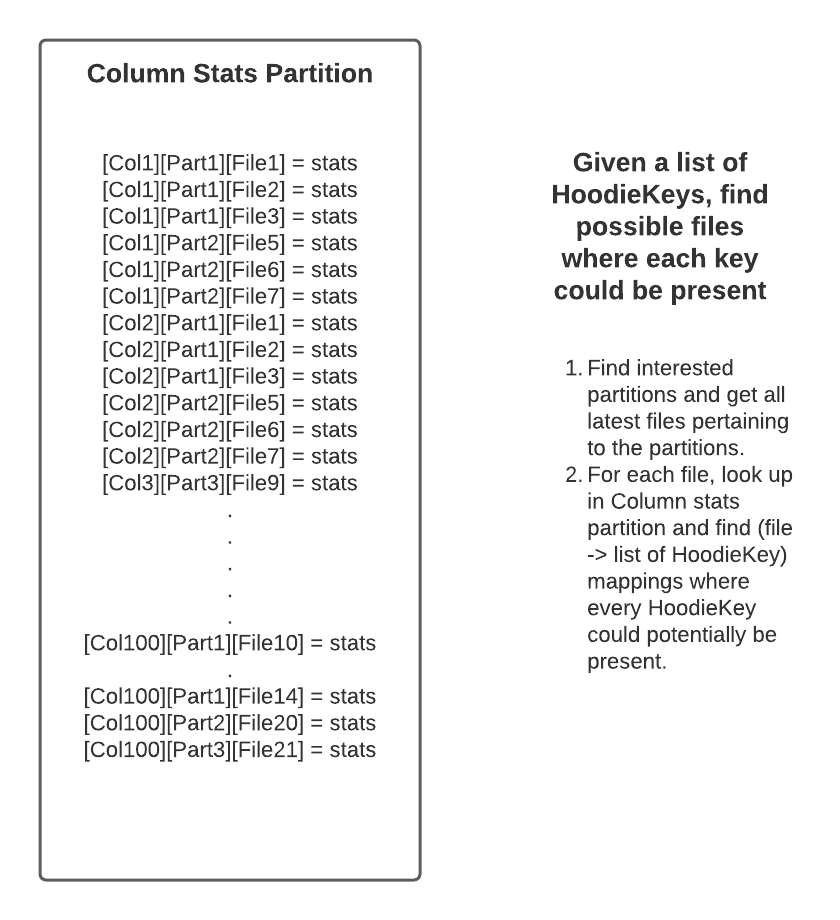 Column Stats Partition
[Col1][Part1][File1] = stats
[Col1][Part1][File2] = stats
[Col1][Part1][File3] = stats
[Col1][Part2][File5] = stats
[Col1][Part2][File6] = stats
[Col1][Part2][File7] = stats
[Col2][Part1][File1] = stats
[Col2][Part1][File2] = stats
[Col2][Part1][File3] = stats
[Col2][Part2][File5] = stats
[Col2][Part2][File6] = stats
[Col2][Part2][File7] = stats
[Col3][Part3][File9] = stats
.
.
.
.
.
[Col100][Part1][File10] = stats
.
[Col100][Part1][File14] = stats
[Col100][Part2][File20] = stats
[Col100][Part3][File21] = stats
Given a list of
HoodieKeys, find
possible files
where each key
could be present
1. Find interested
partitions and get all
latest files pertaining
to the partitions.
2. For each file, look up
in Column stats
partition and find (file
-> list of HoodieKey)
mappings where
every HoodieKey
could potentially be
present.